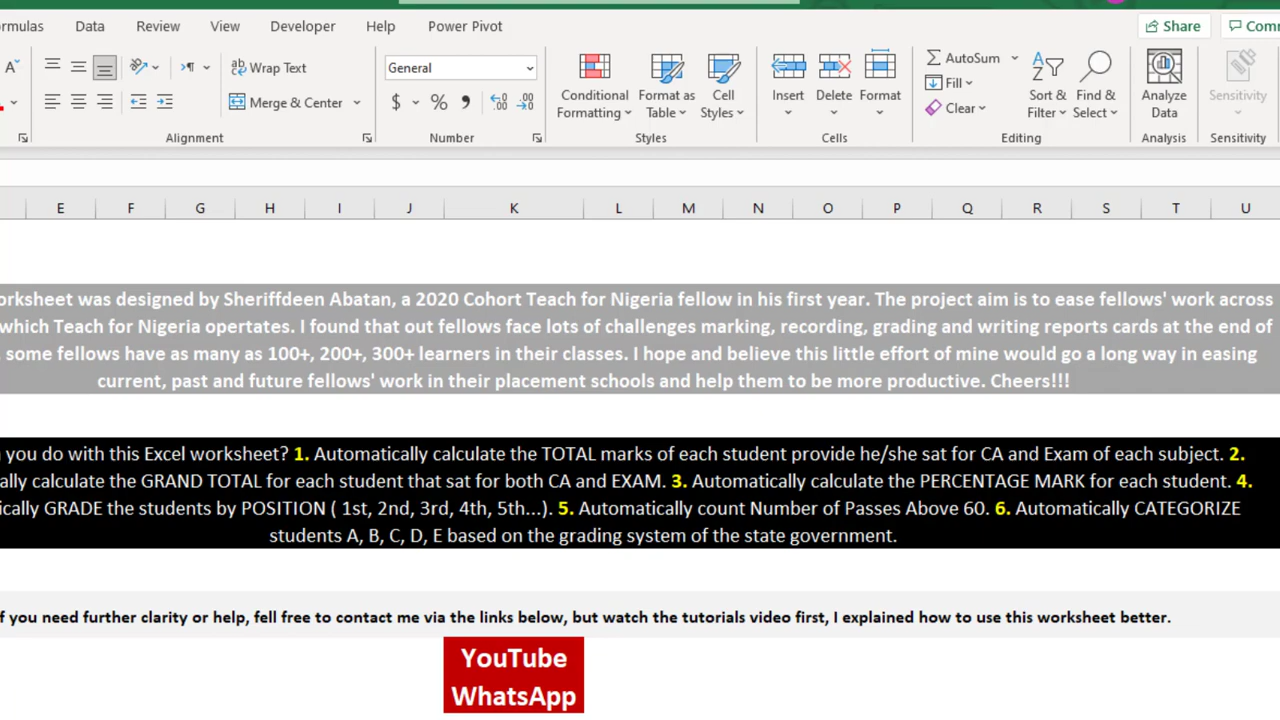 Data Review View Developer Help Power Pivot Share
Wrap Text General AutoSum
Fill
Merge & Center $ % Conditional Format as Cell Insert Delete Format Clear Sort & Find & Analyze Sensitivity
Formatting Table Styles Filter Select Data
Alignment Number Styles Cells Editing Analysis Sensitivity
E F G H I J K L M N O P Q R S T U
was designed by Sheriffdeen Abatan, a 2020 Cohort Teach for Nigeria fellow in his first year. The project aim is to ease fellows' work across
which Teach for Nigeria opertates. I found that out fellows face lots of challenges marking, recording, grading and writing reports cards at the end of
some fellows have as many as 100+, 200+, 300+ learners in their classes. I hope and believe this little effort of mine would go a long way in easing
current, past and future fellows' work in their placement schools and help them to be more productive. Cheers!!!
you do with this Excel worksheet? 1. Automatically calculate the TOTAL marks of each student provide he/she sat for CA and Exam of each subject. 2.
calculate the GRAND TOTAL for each student that sat for both CA and EXAM. 3. Automatically calculate the PERCENTAGE MARK for each student. 4.
GRADE the students by POSITION ( 1st, 2nd, 3rd, 4th, 5th...). 5. Automatically count Number of Passes Above 60. 6. Automatically CATEGORIZE
students A, B, C, D, E based on the grading system of the state government.
you need further clarity or help, fell free to contact me via the links below, but watch the tutorials video first, I explained how to use this worksheet better.
YouTube
WhatsApp